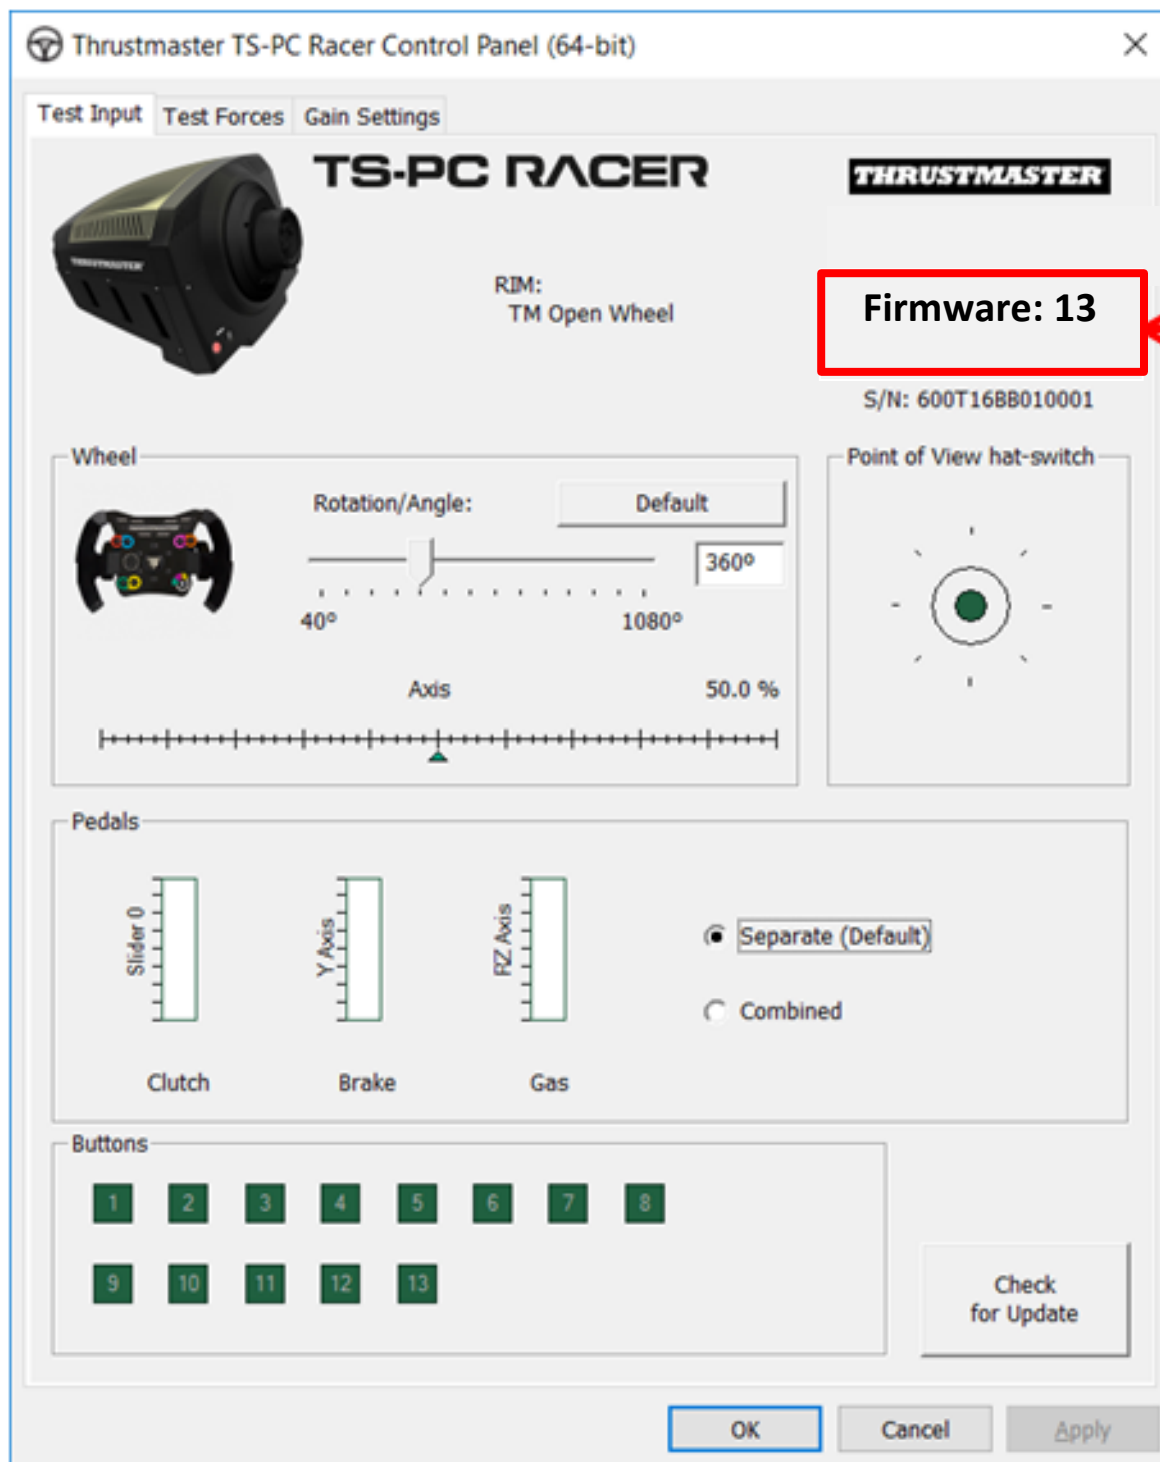 Thrustmaster TS-PC Racer Control Panel (64-bit)
Test Input Test Forces Gain Settings
TS-PC RACER
THRUSTMASTER
THRUSTMASTER
RIM:
TM Open Wheel
Firmware: 13
S/N: 600T16BB010001
Wheel
Point of View hat-switch
Rotation/Angle:
Default
360º
40º
1080º
Axis
50.0 %
Pedals
Slider 0
Y Axis
RZ Axis
Separate (Default)
Combined
Clutch
Brake
Gas
Buttons
1 2 3 4 5 6 7 8
9 10 11 12 13
Check
for Update
OK Cancel Apply